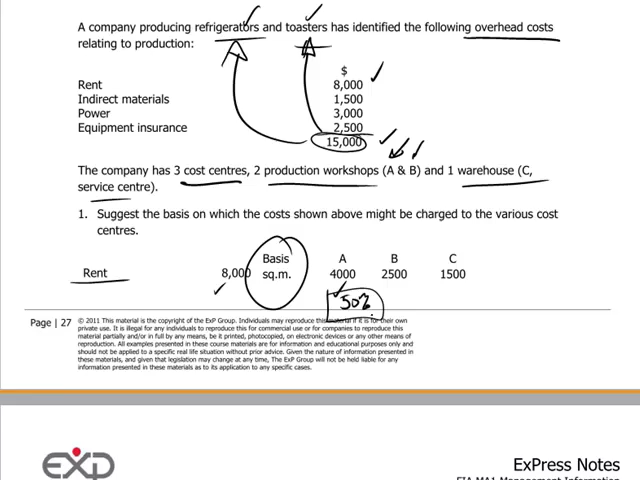 A company producing refrigerators and toasters has identified the following overhead costs
relating to production:
$
Rent 8,000
Indirect materials 1,500
Power 3,000
Equipment insurance 2,500
15,000
The company has 3 cost centres, 2 production workshops (A & B) and 1 warehouse (C,
service centre).
1. Suggest the basis on which the costs shown above might be charged to the various cost
centres.
Basis A B C
Rent 8,000 sq.m. 4000 2500 1500
50%
Page | 27 © 2011 This material is the copyright of the ExP Group. Individuals may reproduce this material if it is for their own
private use. It is illegal for any individuals to reproduce this for commercial use or for companies to reproduce this
material partially and/or in full by any means, be it printed, photocopied, on electronic devices or any other means of
reproduction. All examples presented in these course materials are for information and educational purposes only and
should not be applied to a specific real life situation without prior advice. Given the nature of information presented in
these materials, and given that legislation may change at any time, The ExP Group will not be held liable for any
information presented in these materials as to its application to any specific cases.
EXP
ExPress Notes
FIA MA1 Management Information